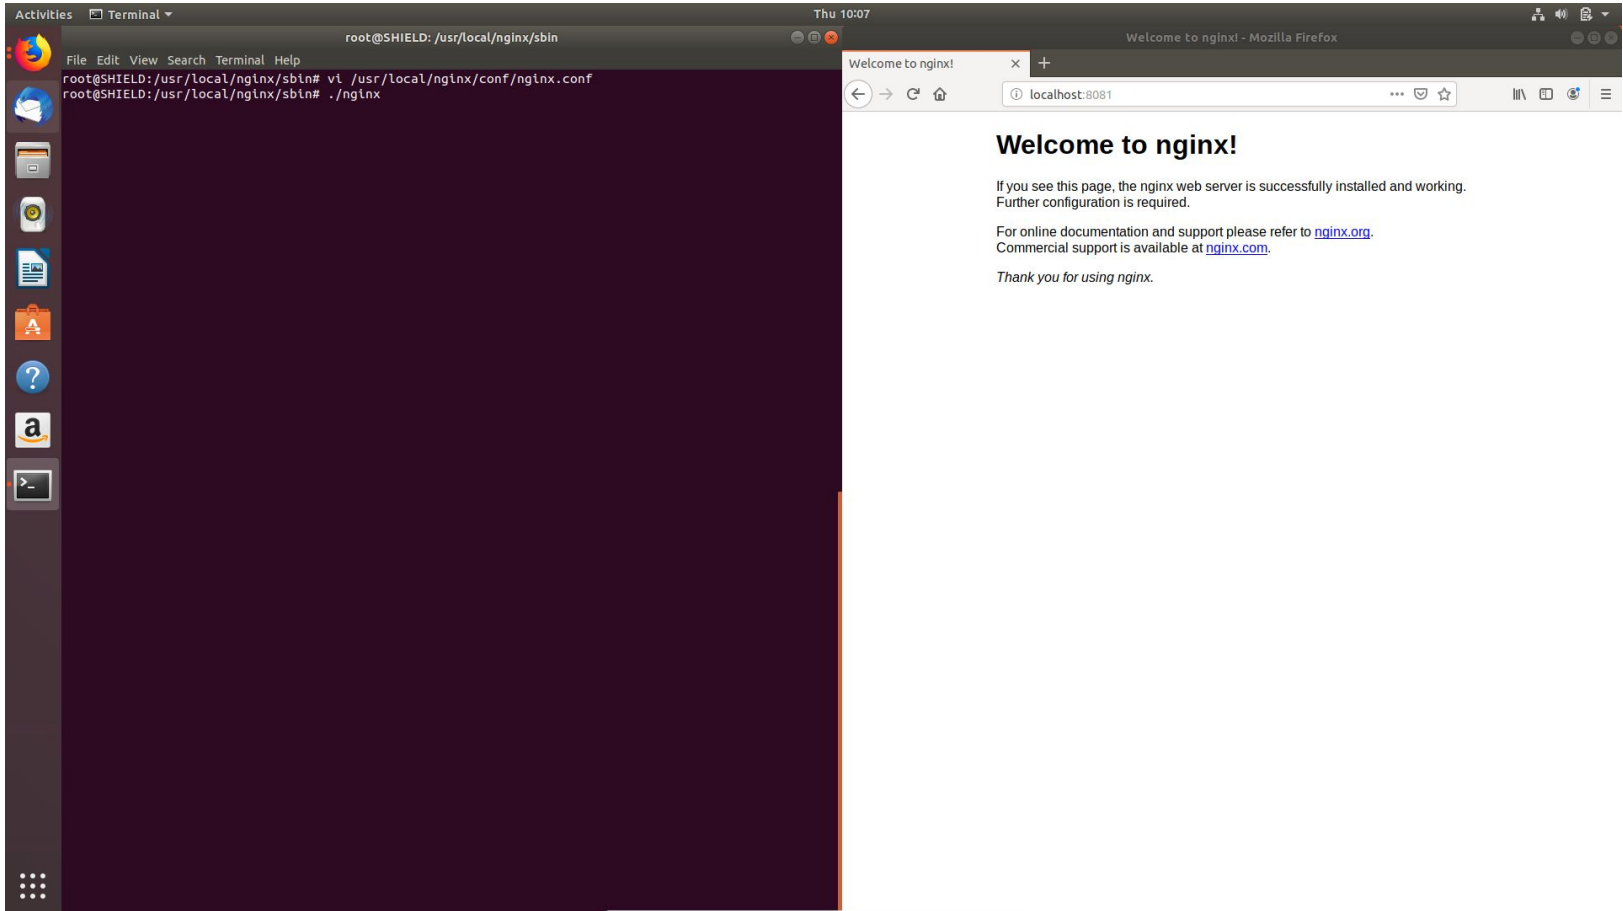 Activities Terminal Thu 10:07
root@SHIELD: /usr/local/nginx/sbin
File Edit View Search Terminal Help
root@SHIELD:/usr/local/nginx/sbin# vi /usr/local/nginx/conf/nginx.conf
root@SHIELD:/usr/local/nginx/sbin# ./nginx
Welcome to nginx! - Mozilla Firefox
Welcome to nginx!
localhost:8081
Welcome to nginx!
If you see this page, the nginx web server is successfully installed and working.
Further configuration is required.
For online documentation and support please refer to nginx.org.
Commercial support is available at nginx.com.
Thank you for using nginx.